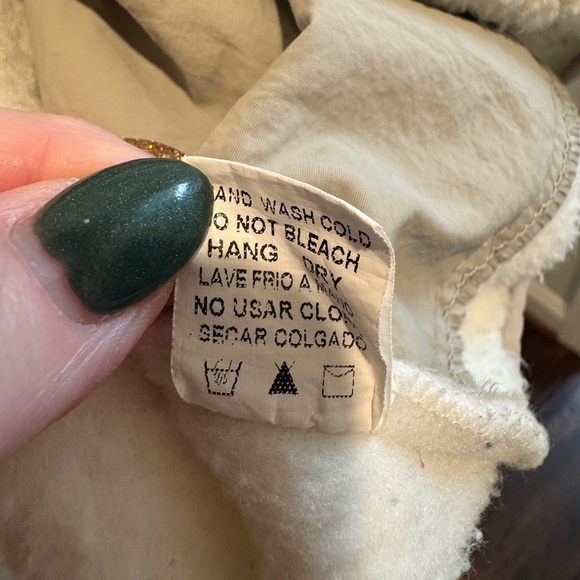 AND WASH COLD
O NOT BLEACH
HANG DRY
LAVE FRIO A MANO
NO USAR CLO
SECAR COLGADO